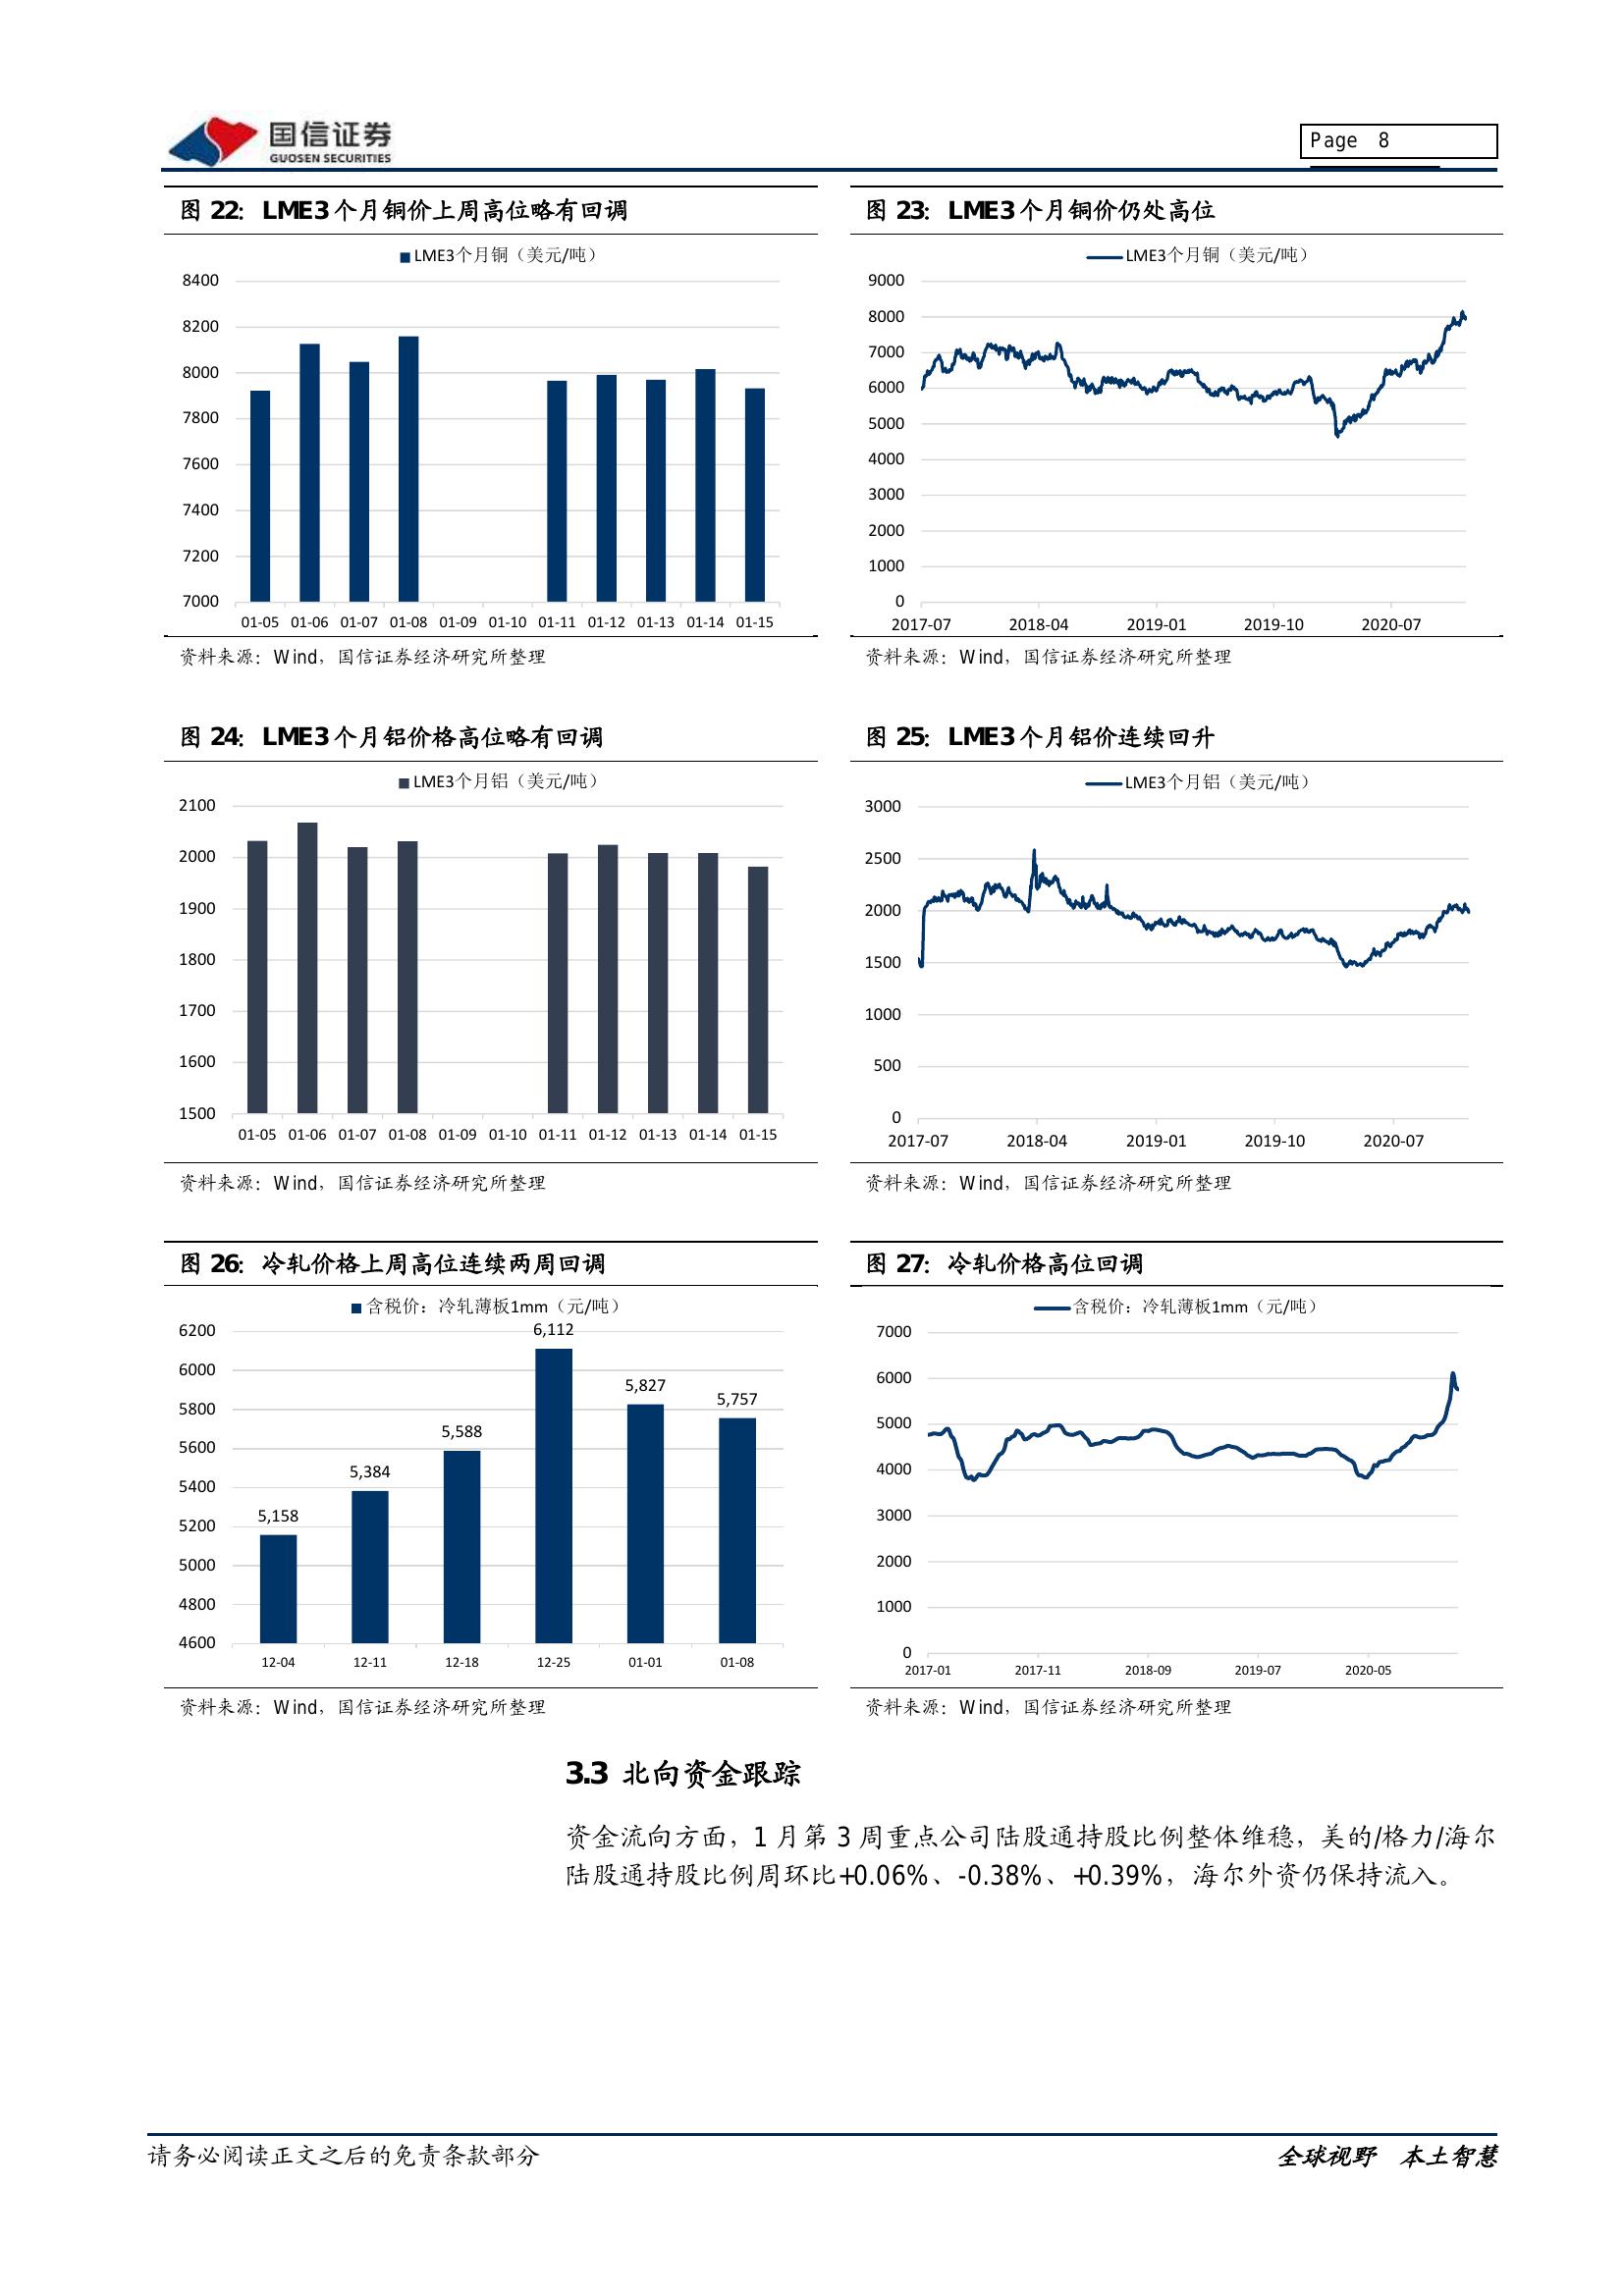 国信证券
GUOSEN SECURITIES
Page 8
图 22：LME3 个月铜价上周高位略有回调
LME3个月铜（美元/吨）
8400
8200
8000
7800
7600
7400
7200
7000
01-05 01-06 01-07 01-08 01-09 01-10 01-11 01-12 01-13 01-14 01-15
资料来源：Wind，国信证券经济研究所整理
图 23：LME3 个月铜价仍处高位
LME3个月铜（美元/吨）
9000
8000
7000
6000
5000
4000
3000
2000
1000
0
2017-07 2018-04 2019-01 2019-10 2020-07
资料来源：Wind，国信证券经济研究所整理
图 24：LME3 个月铝价格高位略有回调
LME3个月铝（美元/吨）
2100
2000
1900
1800
1700
1600
1500
01-05 01-06 01-07 01-08 01-09 01-10 01-11 01-12 01-13 01-14 01-15
资料来源：Wind，国信证券经济研究所整理
图 25：LME3 个月铝价连续回升
LME3个月铝（美元/吨）
3000
2500
2000
1500
1000
500
0
2017-07 2018-04 2019-01 2019-10 2020-07
资料来源：Wind，国信证券经济研究所整理
图 26：冷轧价格上周高位连续两周回调
含税价：冷轧薄板1mm（元/吨）
6200
6000
5800
5600
5400
5200
5000
4800
4600
5,158
5,384
5,588
6,112
5,827
5,757
12-04 12-11 12-18 12-25 01-01 01-08
资料来源：Wind，国信证券经济研究所整理
图 27：冷轧价格高位回调
含税价：冷轧薄板1mm（元/吨）
7000
6000
5000
4000
3000
2000
1000
0
2017-01 2017-11 2018-09 2019-07 2020-05
资料来源：Wind，国信证券经济研究所整理
3.3 北向资金跟踪
资金流向方面，1 月第 3 周重点公司陆股通持股比例整体维稳，美的/格力/海尔
陆股通持股比例周环比+0.06%、-0.38%、+0.39%，海尔外资仍保持流入。
请务必阅读正文之后的免责条款部分
全球视野 本土智慧